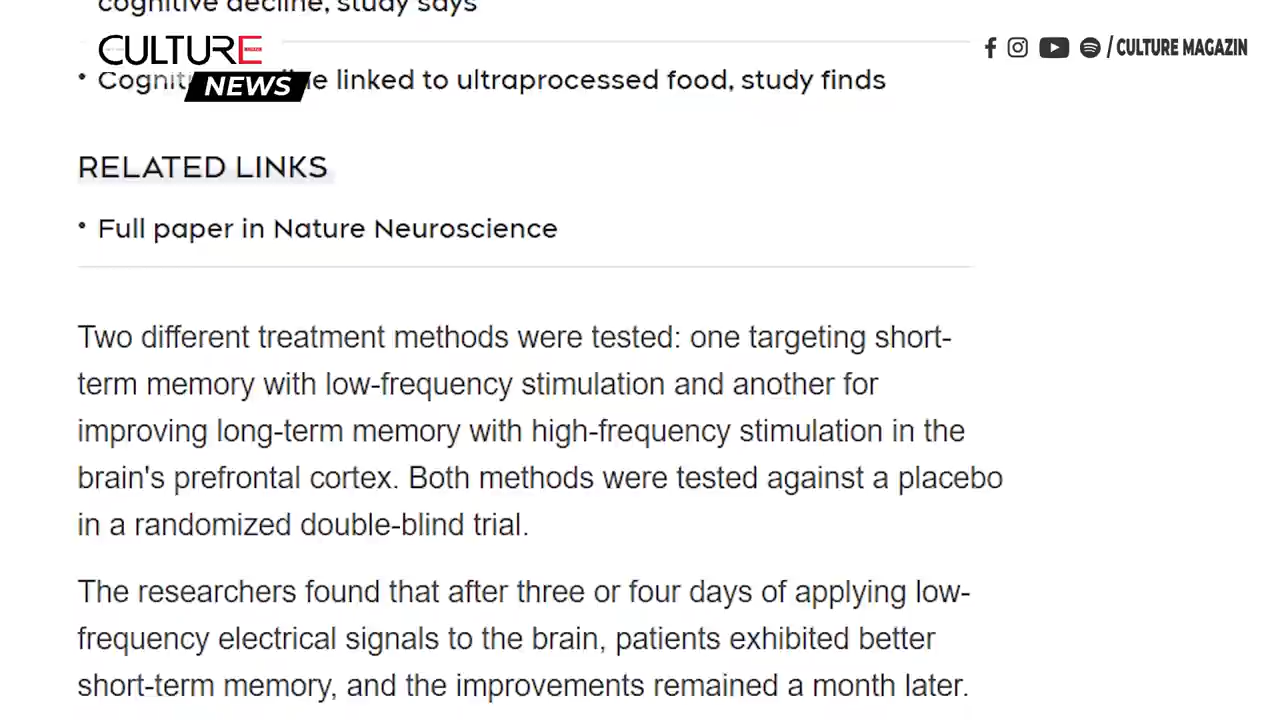 cognitive decline, study says
CULTURE
NEWS
/ CULTURE MAGAZIN
• linked to ultraprocessed food, study finds
RELATED LINKS
• Full paper in Nature Neuroscience
Two different treatment methods were tested: one targeting short-
term memory with low-frequency stimulation and another for
improving long-term memory with high-frequency stimulation in the
brain's prefrontal cortex. Both methods were tested against a placebo
in a randomized double-blind trial.
The researchers found that after three or four days of applying low-
frequency electrical signals to the brain, patients exhibited better
short-term memory, and the improvements remained a month later.